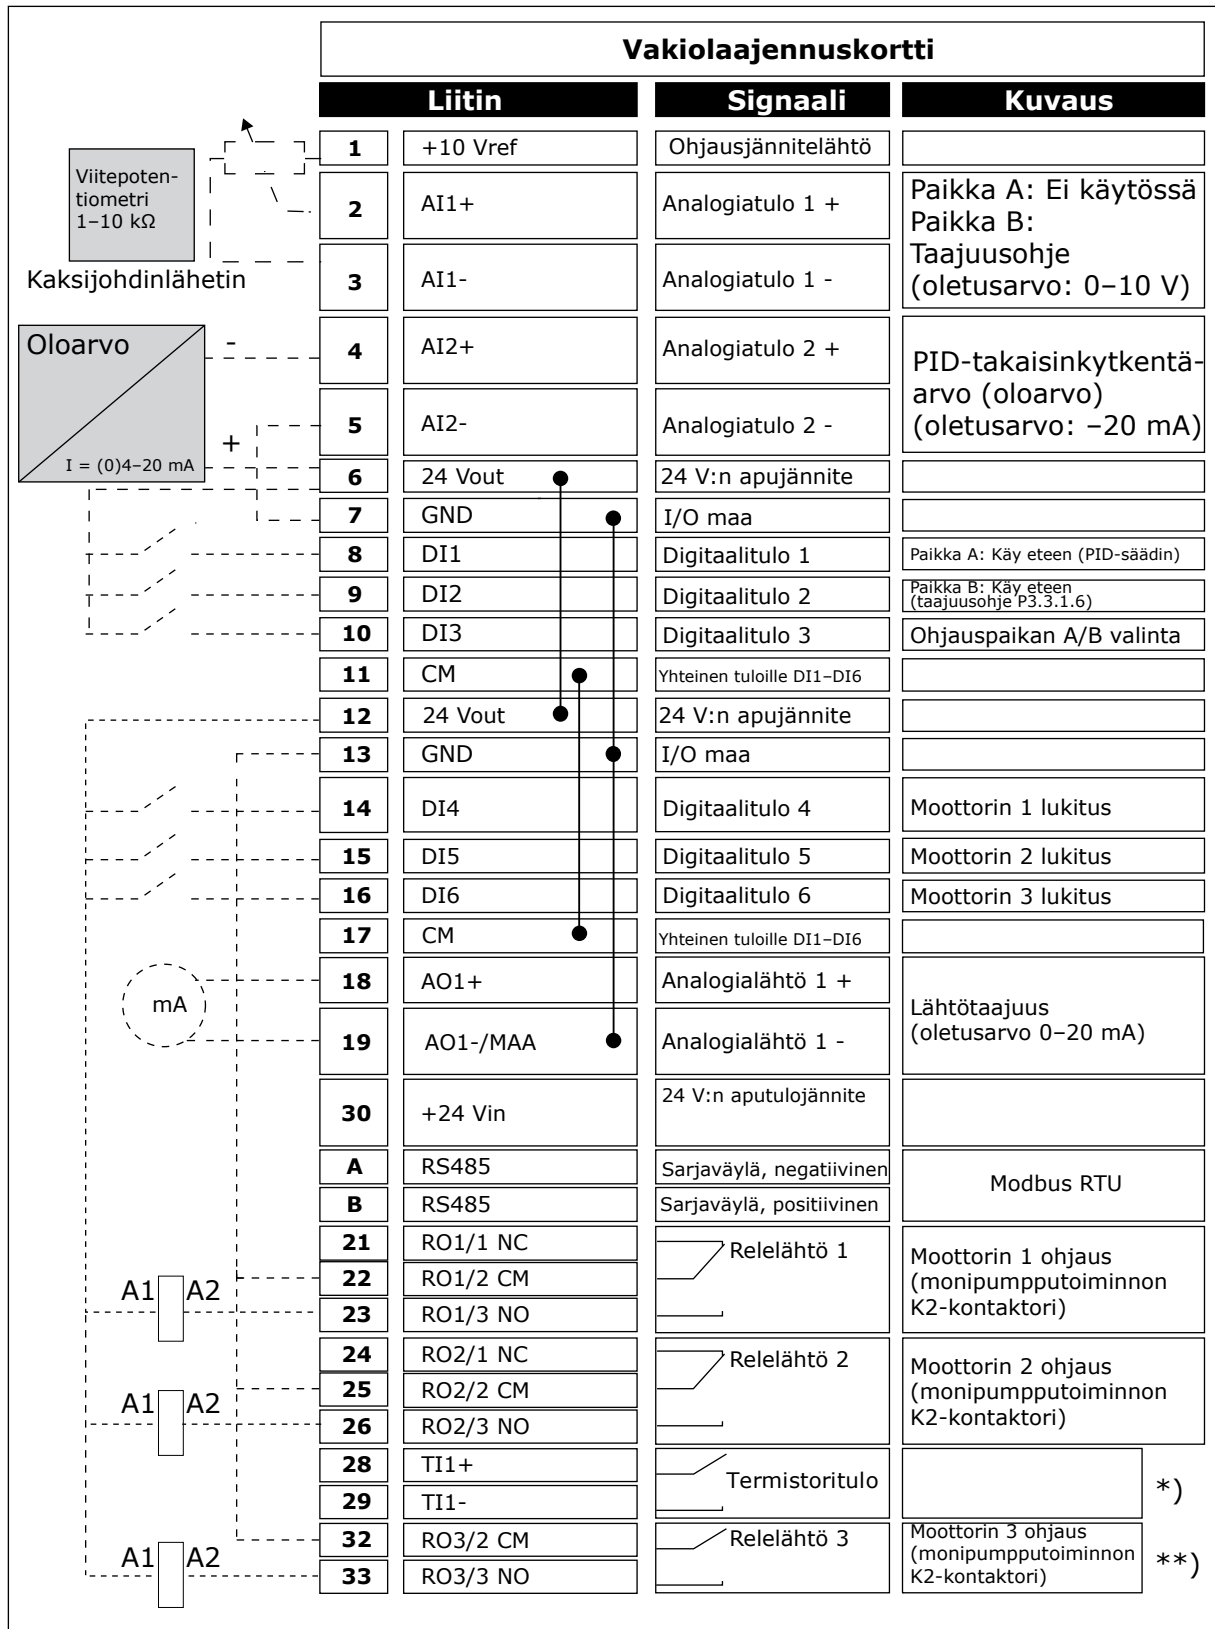 Vakiolaajennuskortti
Liitin Signaali Kuvaus
1 +10 Vref Ohjausjännitelähtö
Viitepoten-
tiometri
1–10 kΩ
Kaksijohdinlähetin
2 AI1+ Analogiatulo 1 +
3 AI1- Analogiatulo 1 -
Paikka A: Ei käytössä
Paikka B:
Taajuusohje
(oletusarvo: 0–10 V)
Oloarvo
-
+
I = (0)4–20 mA
4 AI2+ Analogiatulo 2 +
5 AI2- Analogiatulo 2 -
PID-takaisinkytkentä-
arvo (oloarvo)
(oletusarvo: –20 mA)
6 24 Vout 24 V:n apujännite
7 GND I/O maa
8 DI1 Digitaalitulo 1 Paikka A: Käy eteen (PID-säädin)
9 DI2 Digitaalitulo 2 Paikka B: Käy eteen
(taajuusohje P3.3.1.6)
10 DI3 Digitaalitulo 3 Ohjauspaikan A/B valinta
11 CM Yhteinen tuloille DI1–DI6
12 24 Vout 24 V:n apujännite
13 GND I/O maa
14 DI4 Digitaalitulo 4 Moottorin 1 lukitus
15 DI5 Digitaalitulo 5 Moottorin 2 lukitus
16 DI6 Digitaalitulo 6 Moottorin 3 lukitus
17 CM Yhteinen tuloille DI1–DI6
mA
18 AO1+ Analogialähtö 1 +
19 AO1-/MAA Analogialähtö 1 -
Lähtötaajuus
(oletusarvo 0–20 mA)
30 +24 Vin 24 V:n aputulojännite
A RS485 Sarjaväylä, negatiivinen
B RS485 Sarjaväylä, positiivinen
Modbus RTU
21 RO1/1 NC
22 RO1/2 CM
23 RO1/3 NO
A1 A2
Relelähtö 1
Moottorin 1 ohjaus
(monipumpputoiminnon
K2-kontaktori)
24 RO2/1 NC
25 RO2/2 CM
26 RO2/3 NO
A1 A2
Relelähtö 2
Moottorin 2 ohjaus
(monipumpputoiminnon
K2-kontaktori)
28 TI1+
29 TI1-
Termistoritulo
*)
32 RO3/2 CM
33 RO3/3 NO
A1 A2
Relelähtö 3
Moottorin 3 ohjaus
(monipumpputoiminnon
K2-kontaktori)
**)